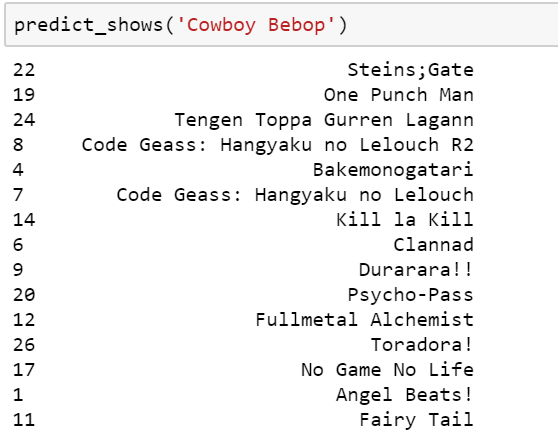 predict_shows('Cowboy Bebop')
22 Steins;Gate
19 One Punch Man
24 Tengen Toppa Gurren Lagann
8 Code Geass: Hangyaku no Lelouch R2
4 Bakemonogatari
7 Code Geass: Hangyaku no Lelouch
14 Kill la Kill
6 Clannad
9 Durarara!!
20 Psycho-Pass
12 Fullmetal Alchemist
26 Toradora!
17 No Game No Life
1 Angel Beats!
11 Fairy Tail